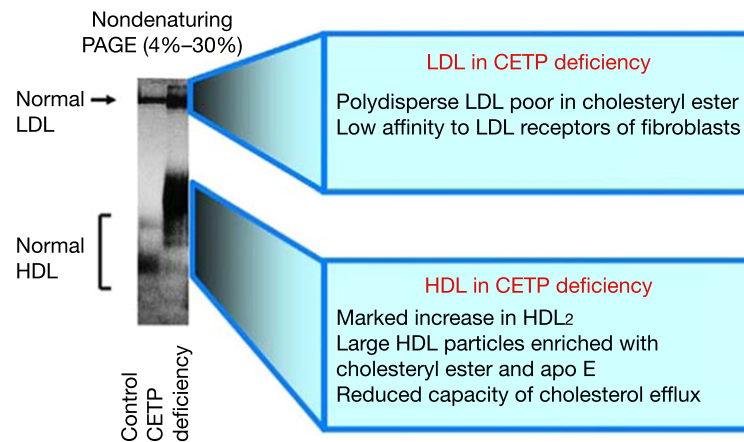 Nondenaturing
PAGE (4%–30%)
Normal
LDL
Normal
HDL
Control
CETP
deficiency
LDL in CETP deficiency
Polydisperse LDL poor in cholesteryl ester
Low affinity to LDL receptors of fibroblasts
HDL in CETP deficiency
Marked increase in HDL2
Large HDL particles enriched with
cholesteryl ester and apo E
Reduced capacity of cholesterol efflux